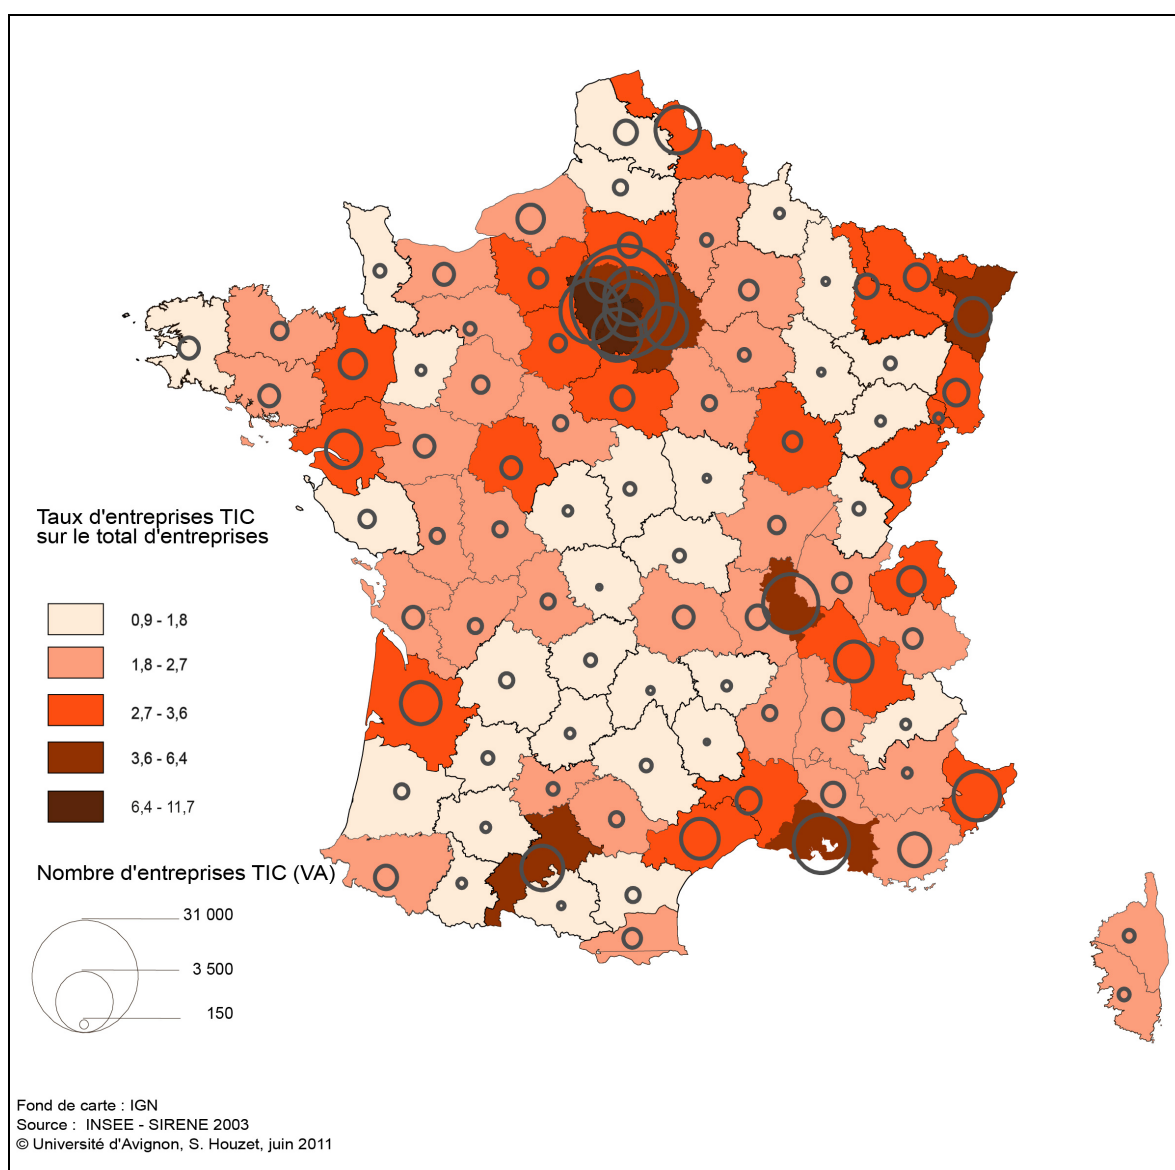 Taux d'entreprises TIC
sur le total d'entreprises
0,9 - 1,8
1,8 - 2,7
2,7 - 3,6
3,6 - 6,4
6,4 - 11,7
Nombre d'entreprises TIC (VA)
31 000
3 500
150
Fond de carte : IGN
Source : INSEE - SIRENE 2003
© Université d'Avignon, S. Houzet, juin 2011